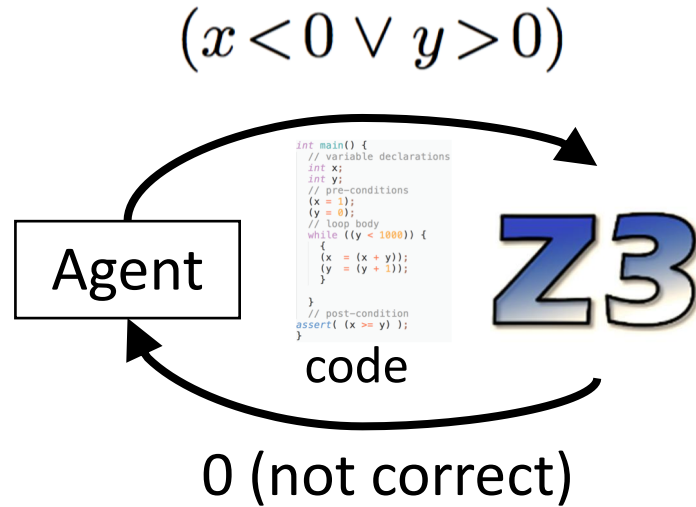 (x < 0 ∨ y > 0)
int main() {
// variable declarations
int x;
int y;
// pre-conditions
(x = 1);
(y = 0);
// loop body
while ((y < 1000)) {
{
(x = (x + y));
(y = (y + 1));
}
}
// post-condition
assert( (x >= y) );
}
Agent
Z3
code
0 (not correct)